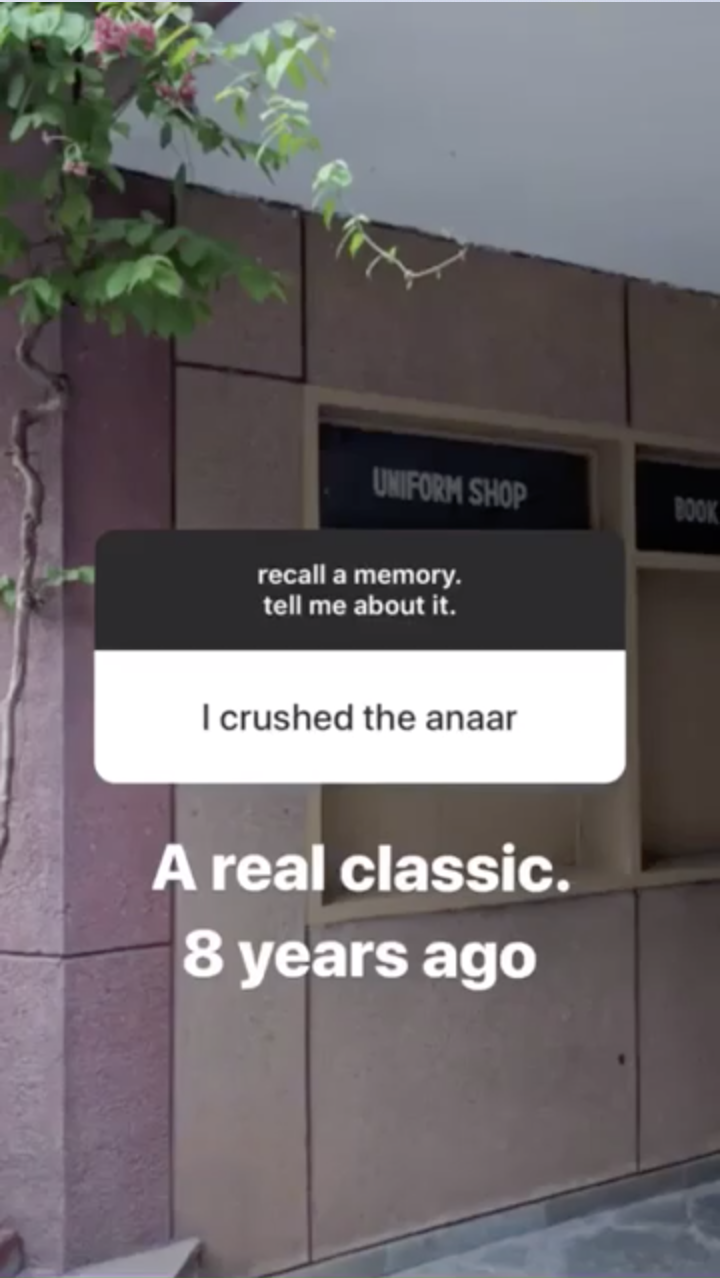 UNIFORM SHOP
BOOK
recall a memory.
tell me about it.
I crushed the anaar
A real classic.
8 years ago